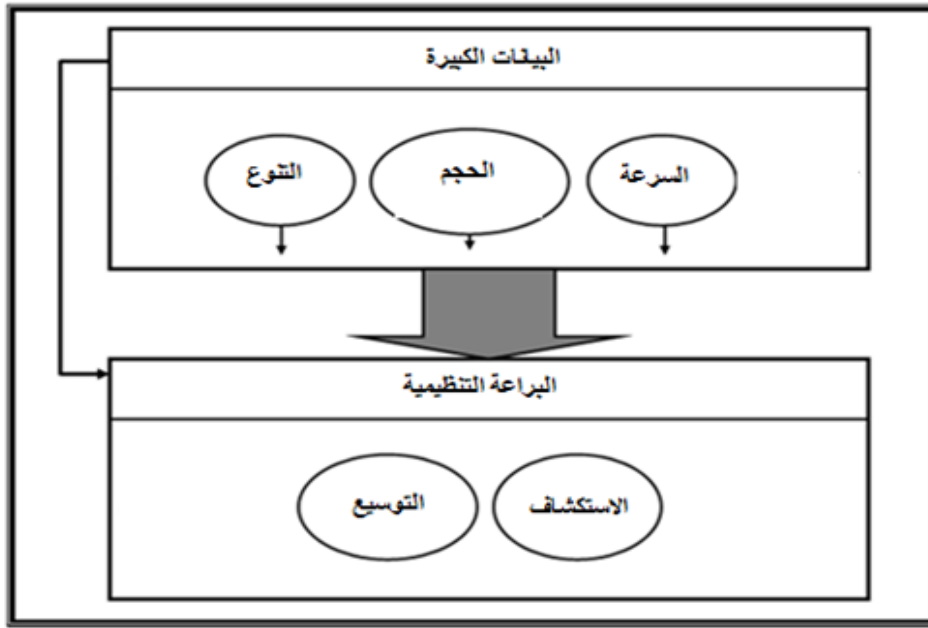 البيانات الكبيرة
السرعة
الحجم
التنوع
البراعة التنظيمية
الاستكشاف
التوسيع